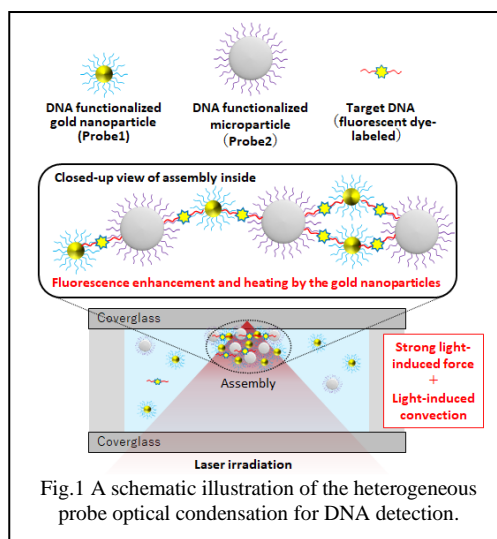 DNA functionalized
gold nanoparticle
(Probe1)
DNA functionalized
microparticle
（Probe2）
Target DNA
（fluorescent dye-
labeled）
Closed-up view of assembly inside
Fluorescence enhancement and heating by the gold nanoparticles
Coverglass
Assembly
Strong light-
induced force
+
Light-induced
convection
Coverglass
Laser irradiation
Fig.1 A schematic illustration of the heterogeneous
probe optical condensation for DNA detection.